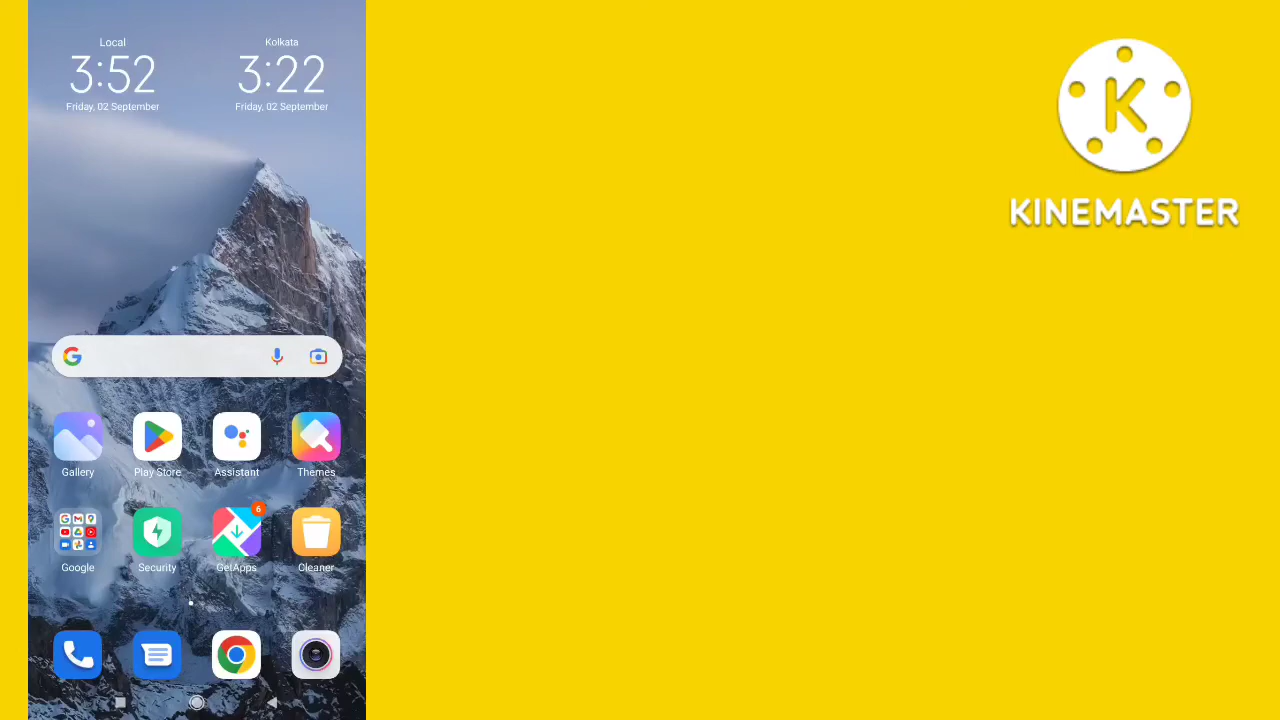 Local
Kolkata
3:52
3:22
Friday, 02 September
Friday, 02 September
K
KINEMASTER
Gallery
Play Store
Assistant
Themes
6
Google
Security
GetApps
Cleaner